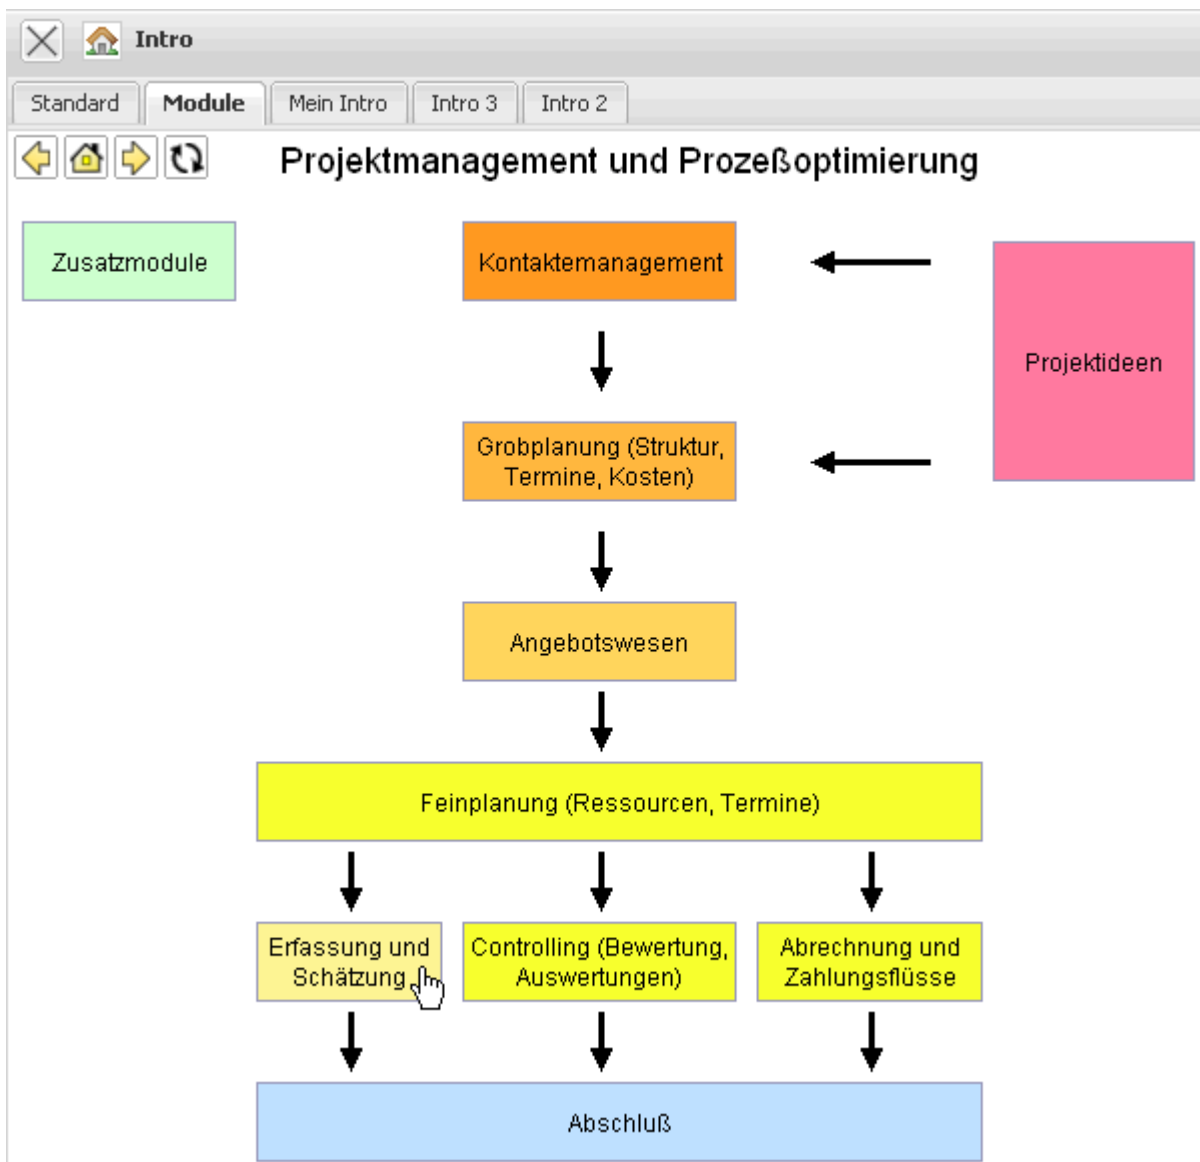 Intro
Standard
Module
Mein Intro
Intro 3
Intro 2
Projektmanagement und Prozeßoptimierung
Zusatzmodule
Kontaktemanagement
Projektideen
Grobplanung (Struktur,
Termine, Kosten)
Angebotswesen
Feinplanung (Ressourcen, Termine)
Erfassung und
Schätzung
Controlling (Bewertung,
Auswertungen)
Abrechnung und
Zahlungsflüsse
Abschluß